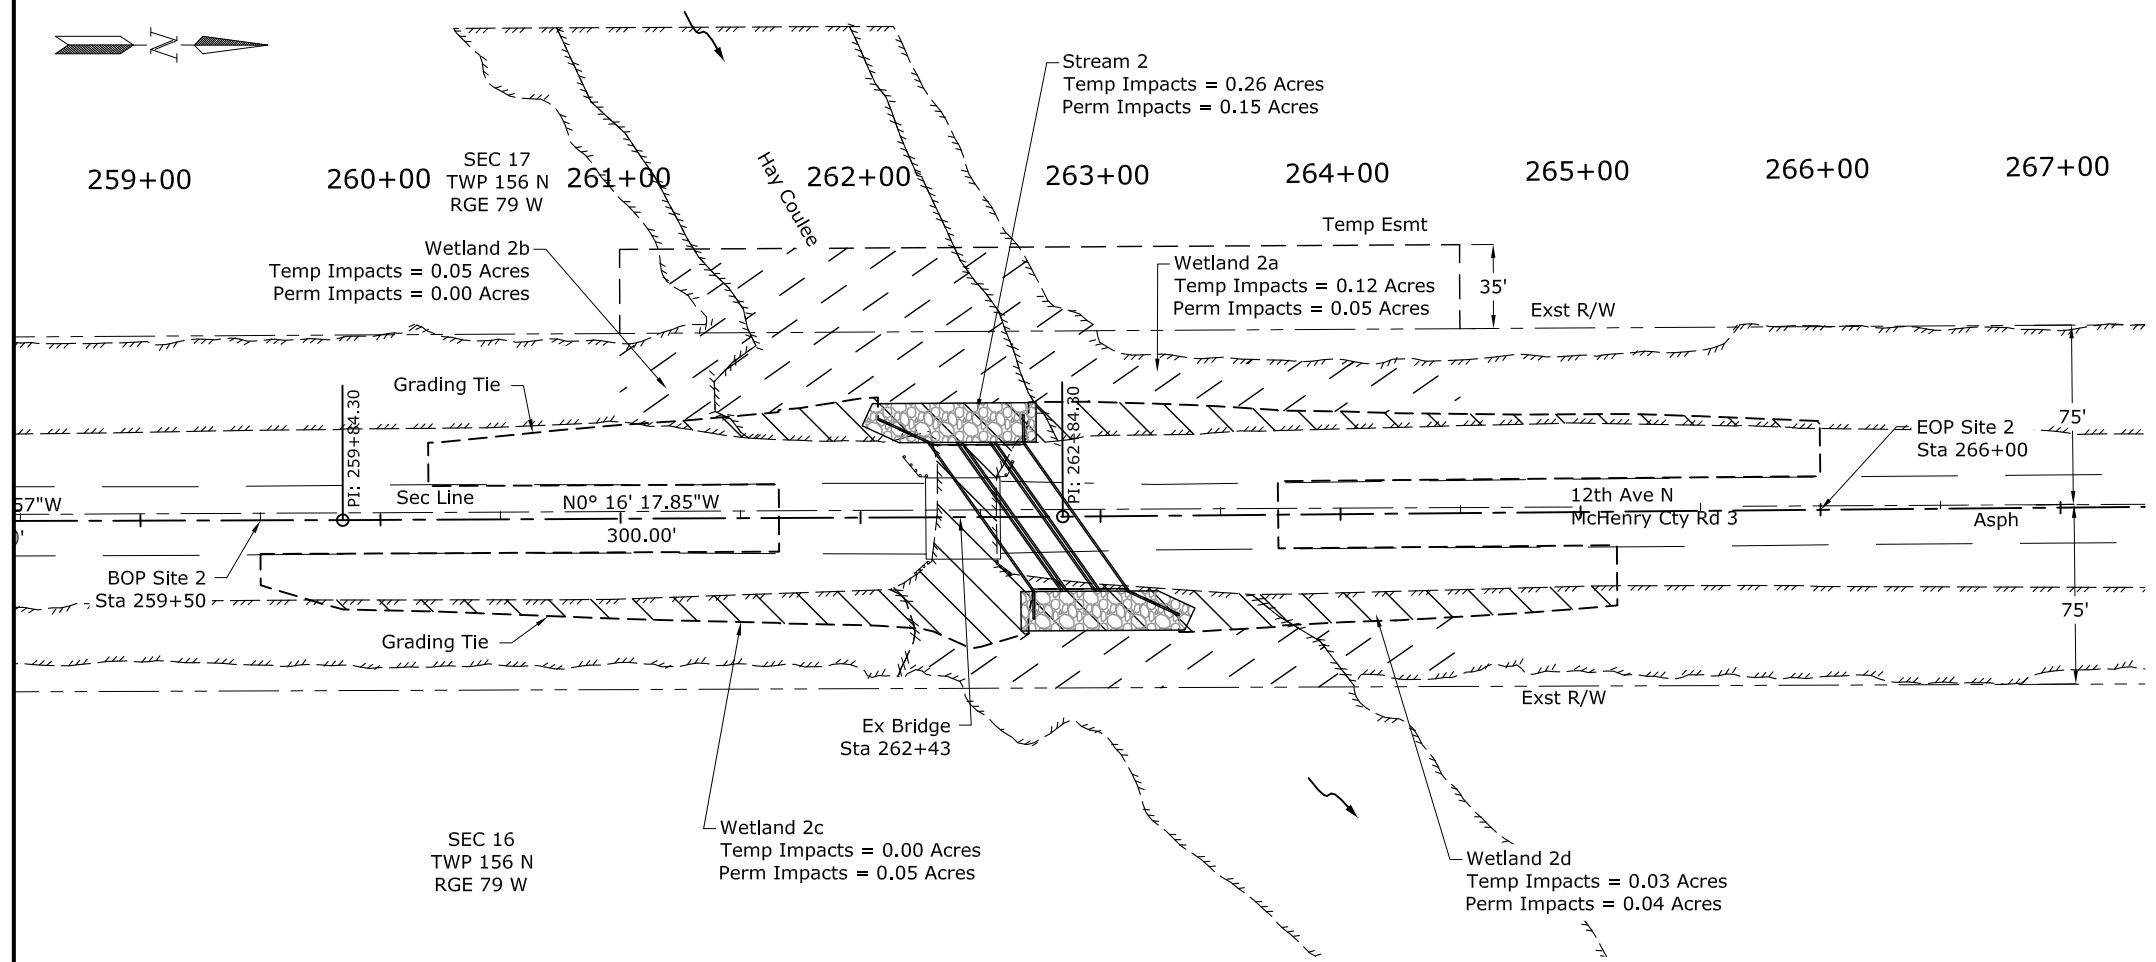 N
Stream 2
Temp Impacts = 0.26 Acres
Perm Impacts = 0.15 Acres
259+00
260+00
261+00
262+00
263+00
264+00
265+00
266+00
267+00
SEC 17
TWP 156 N
RGE 79 W
Hay Coulee
Temp Esmt
Wetland 2b
Temp Impacts = 0.05 Acres
Perm Impacts = 0.00 Acres
Wetland 2a
Temp Impacts = 0.12 Acres
Perm Impacts = 0.05 Acres
35'
Exst R/W
Grading Tie
PI: 259+84.30
PI: 262+84.30
75'
EOP Site 2
Sta 266+00
57"W
Sec Line
N0° 16' 17.85"W
300.00'
12th Ave N
McHenry Cty Rd 3
Asph
0'
BOP Site 2
Sta 259+50
Grading Tie
75'
Exst R/W
Ex Bridge
Sta 262+43
SEC 16
TWP 156 N
RGE 79 W
Wetland 2c
Temp Impacts = 0.00 Acres
Perm Impacts = 0.05 Acres
Wetland 2d
Temp Impacts = 0.03 Acres
Perm Impacts = 0.04 Acres